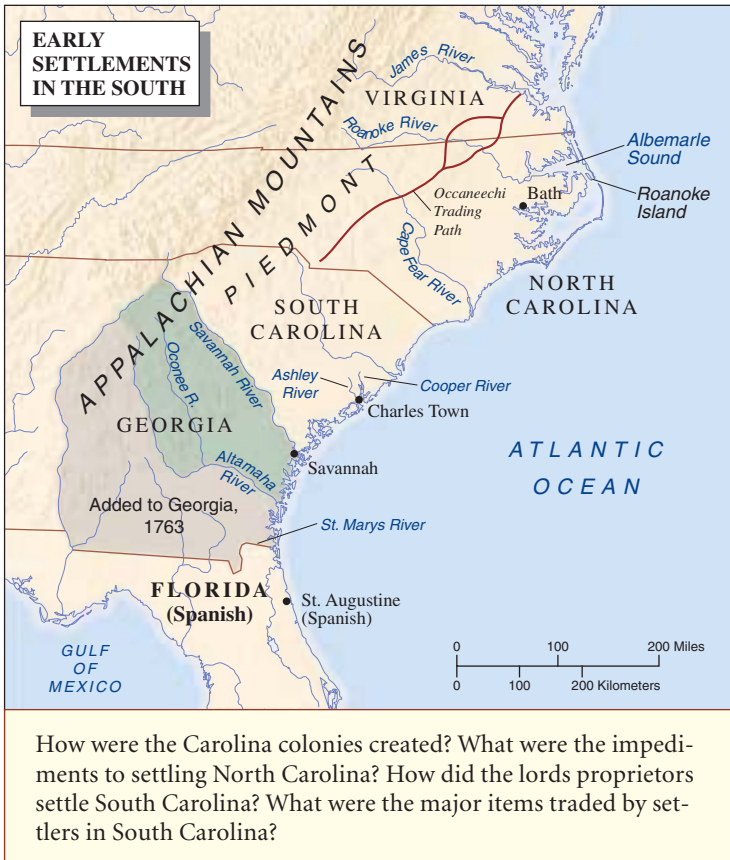 EARLY
SETTLEMENTS
IN THE SOUTH
APPALACHIAN MOUNTAINS
PIEDMONT
James River
VIRGINIA
Roanoke River
Albemarle
Sound
Roanoke
Island
Bath
Occaneechi
Trading
Path
Cape Fear River
NORTH
CAROLINA
SOUTH
CAROLINA
Savannah River
Oconee R.
Ashley
River
Cooper River
Charles Town
GEORGIA
Savannah
Altamaha
River
ATLANTIC
OCEAN
Added to Georgia,
1763
St. Marys River
FLORIDA
(Spanish)
St. Augustine
(Spanish)
GULF
OF
MEXICO
0 100 200 Miles
0 100 200 Kilometers
How were the Carolina colonies created? What were the impedi-
ments to settling North Carolina? How did the lords proprietors
settle South Carolina? What were the major items traded by set-
tlers in South Carolina?